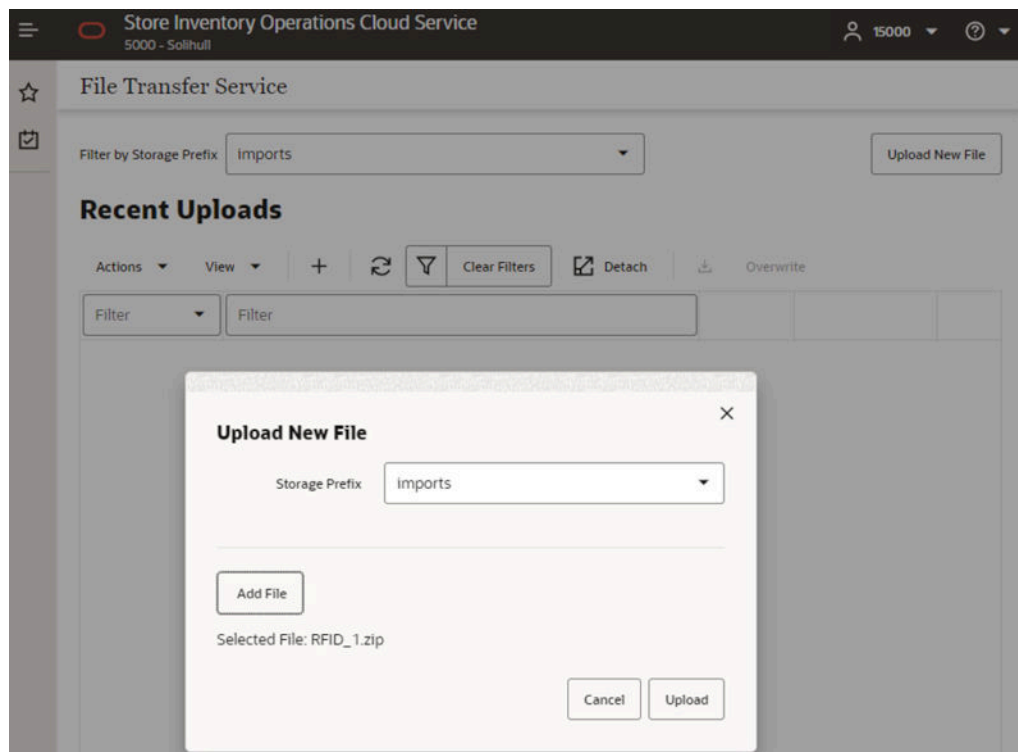 Store Inventory Operations Cloud Service
5000 - Solihull
15000
File Transfer Service
Filter by Storage Prefix imports Upload New File
Recent Uploads
Actions View Clear Filters Detach Overwrite
Filter Filter
Upload New File
Storage Prefix imports
Add File
Selected File: RFID_1.zip
Cancel Upload